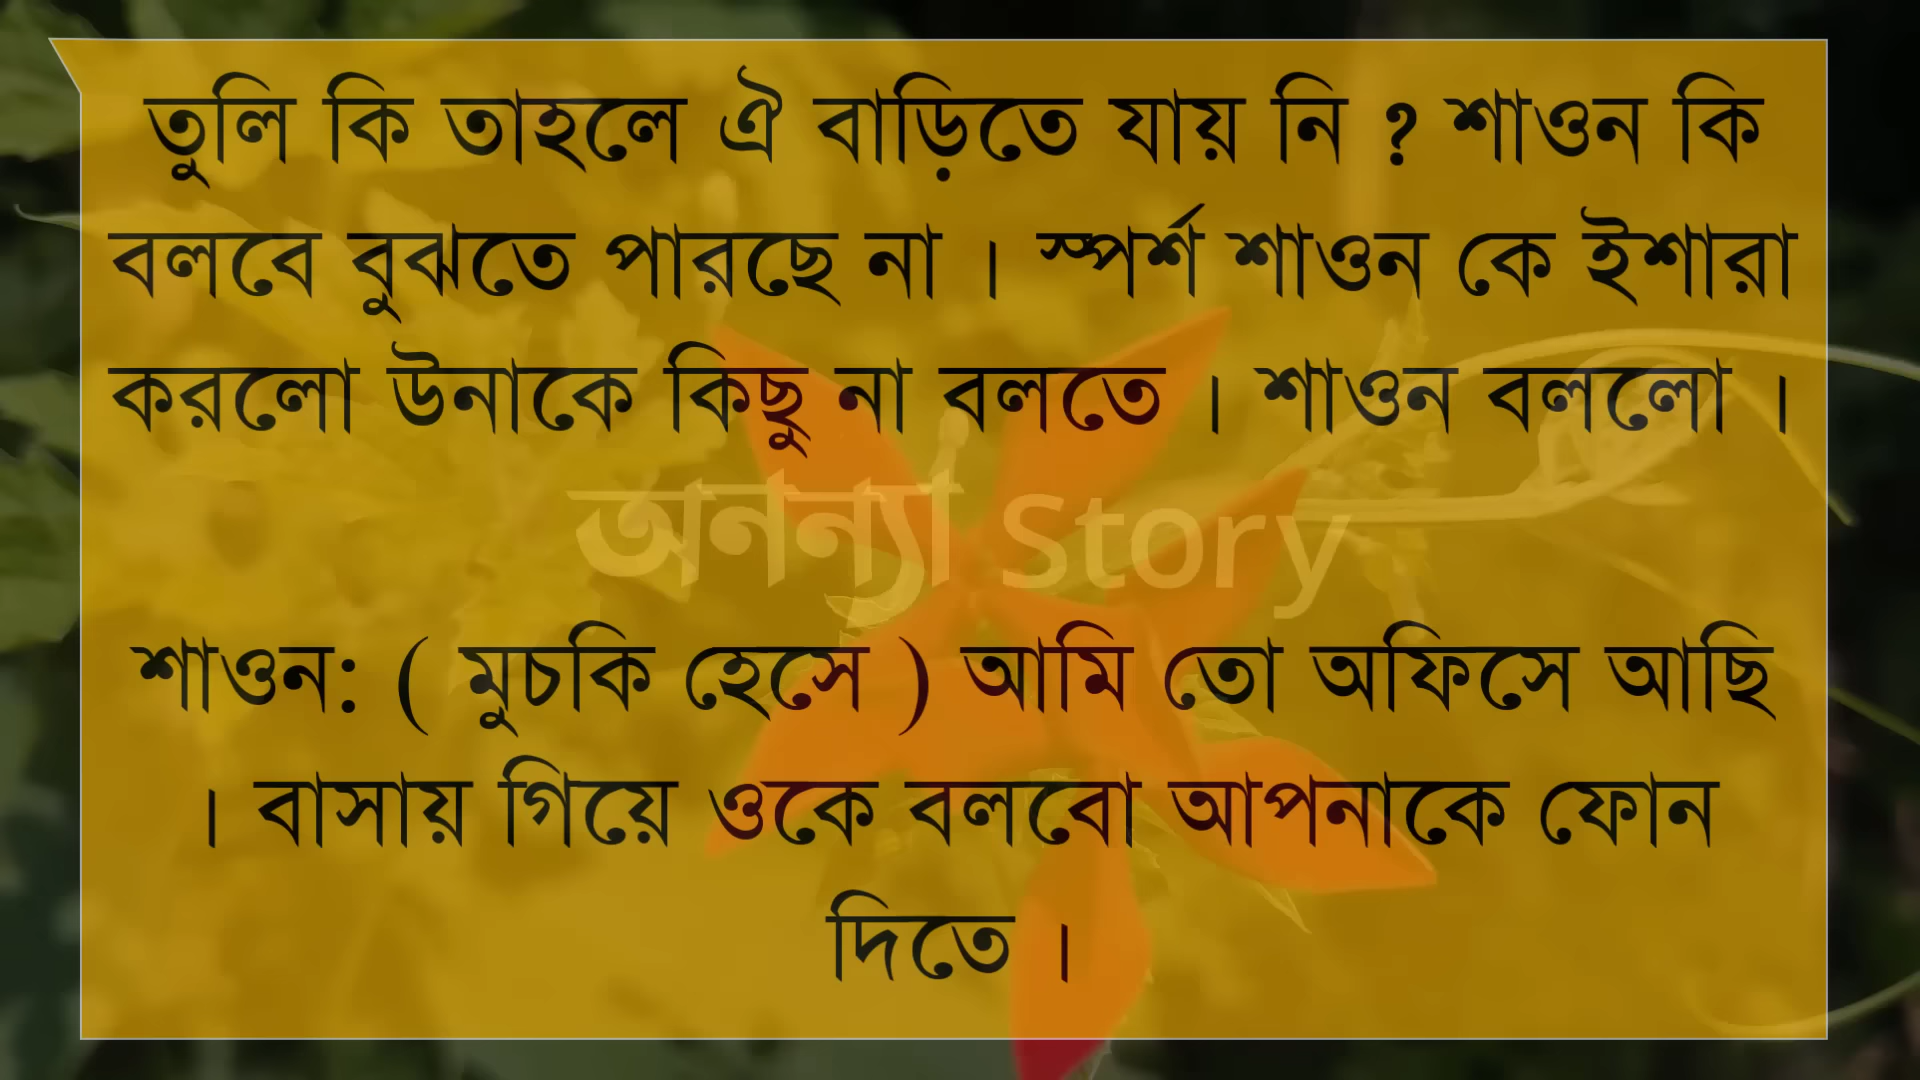 তুলি কি তাহলে ঐ বাড়িতে যায় নি ? শাওন কি
বলবে বুঝতে পারছে না । স্পর্শ শাওন কে ইশারা
করলো উনাকে কিছু না বলতে । শাওন বললো ।
অনন্যা Story
শাওন: ( মুচকি হেসে ) আমি তো অফিসে আছি
। বাসায় গিয়ে ওকে বলবো আপনাকে ফোন
দিতে ।